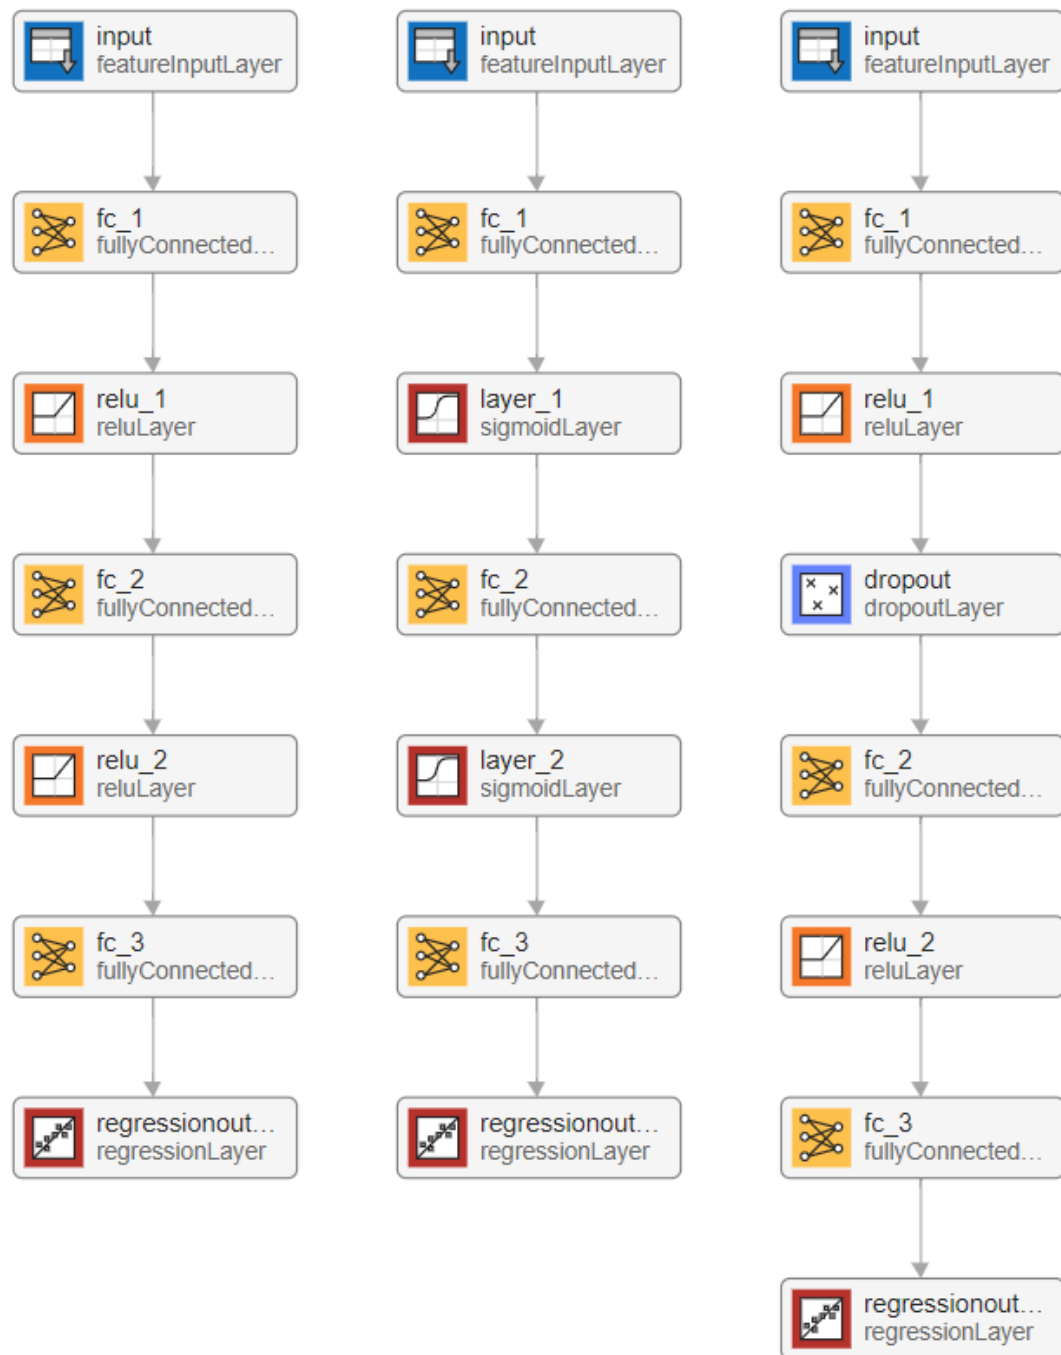 input
featureInputLayer
fc_1
fullyConnected...
relu_1
reluLayer
fc_2
fullyConnected...
relu_2
reluLayer
fc_3
fullyConnected...
regressionout...
regressionLayer
input
featureInputLayer
fc_1
fullyConnected...
layer_1
sigmoidLayer
fc_2
fullyConnected...
layer_2
sigmoidLayer
fc_3
fullyConnected...
regressionout...
regressionLayer
input
featureInputLayer
fc_1
fullyConnected...
relu_1
reluLayer
dropout
dropoutLayer
fc_2
fullyConnected...
relu_2
reluLayer
fc_3
fullyConnected...
regressionout...
regressionLayer